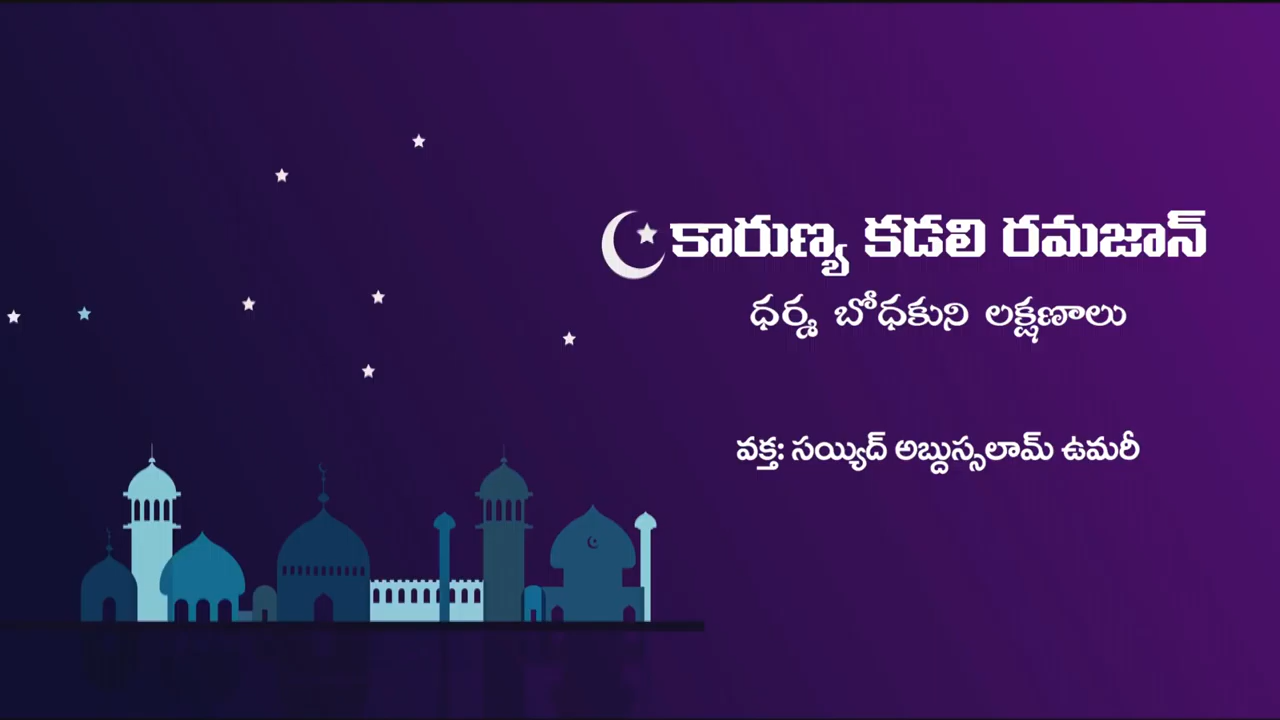 కారుణ్య కడలి రమజాన్
ధర్మ బోధకుని లక్షణాలు
వక్త: సయ్యిద్ అబ్దుస్సలామ్ ఉమరీ